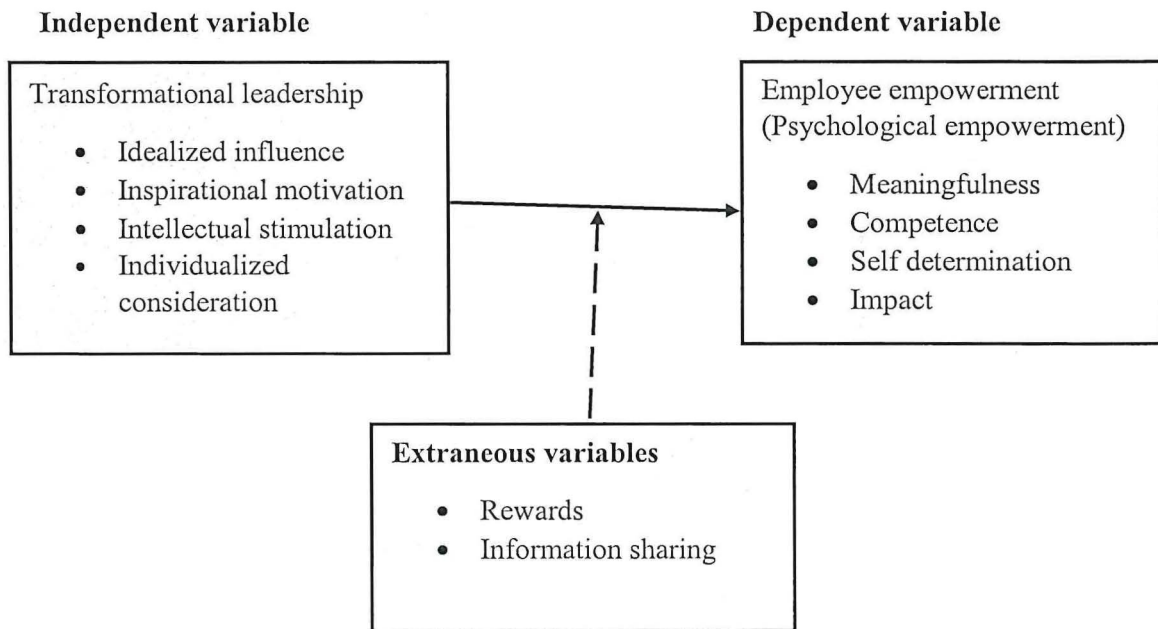 Independent variable
Transformational leadership
• Idealized influence
• Inspirational motivation
• Intellectual stimulation
• Individualized
consideration
Dependent variable
Employee empowerment
(Psychological empowerment)
• Meaningfulness
• Competence
• Self determination
• Impact
Extraneous variables
• Rewards
• Information sharing